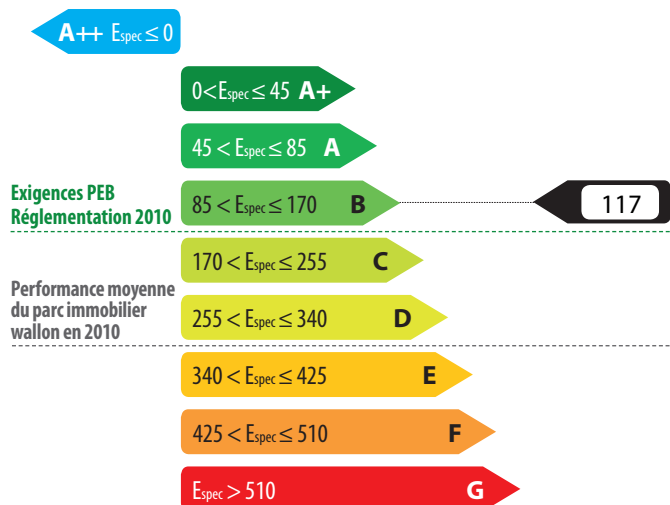 A++ Espec ≤ 0
0<Espec ≤ 45 A+
45 < Espec ≤ 85 A
Exigences PEB
Réglementation 2010
85 < Espec ≤ 170 B
117
170 < Espec ≤ 255 C
Performance moyenne
du parc immobilier
wallon en 2010
255 < Espec ≤ 340 D
340 < Espec ≤ 425 E
425 < Espec ≤ 510 F
Espec > 510 G